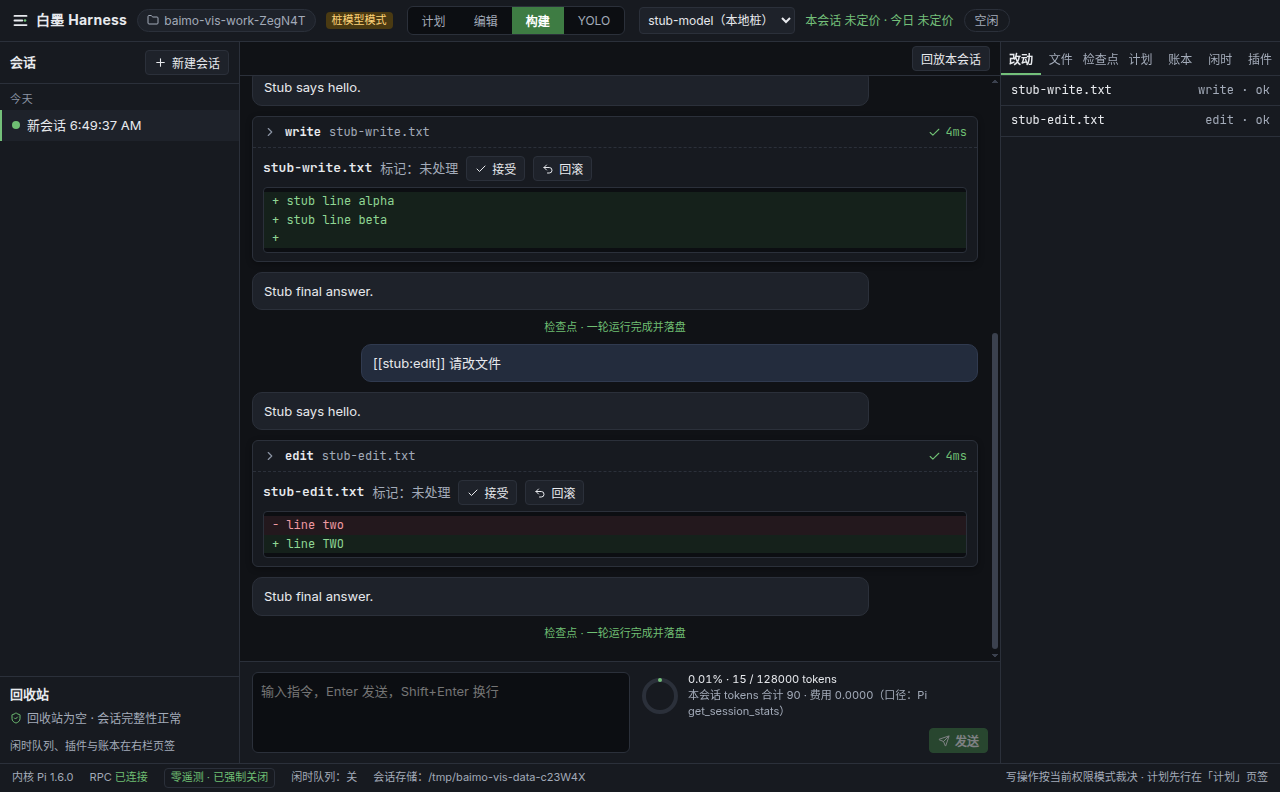 白墨 Harness
baimo-vis-work-ZegN4T
桩模型模式
计划
编辑
构建
YOLO
stub-model（本地桩）
本会话 未定价 · 今日 未定价
空闲
会话
新建会话
今天
新会话 6:49:37 AM
回放本会话
Stub says hello.
write stub-write.txt
4ms
stub-write.txt 标记：未处理 接受 回滚
+ stub line alpha
+ stub line beta
+
Stub final answer.
检查点 · 一轮运行完成并落盘
[[stub:edit]] 请改文件
Stub says hello.
edit stub-edit.txt
4ms
stub-edit.txt 标记：未处理 接受 回滚
- line two
+ line TWO
Stub final answer.
检查点 · 一轮运行完成并落盘
改动 文件 检查点 计划 账本 闲时 插件
stub-write.txt write · ok
stub-edit.txt edit · ok
回收站
回收站为空 · 会话完整性正常
闲时队列、插件与账本在右栏页签
输入指令，Enter 发送，Shift+Enter 换行
0.01% · 15 / 128000 tokens
本会话 tokens 合计 90 · 费用 0.0000（口径：Pi
get_session_stats）
发送
内核 Pi 1.6.0
RPC 已连接
零遥测 · 已强制关闭
闲时队列：关
会话存储：/tmp/baimo-vis-data-c23W4X
写操作按当前权限模式裁决 · 计划先行在「计划」页签